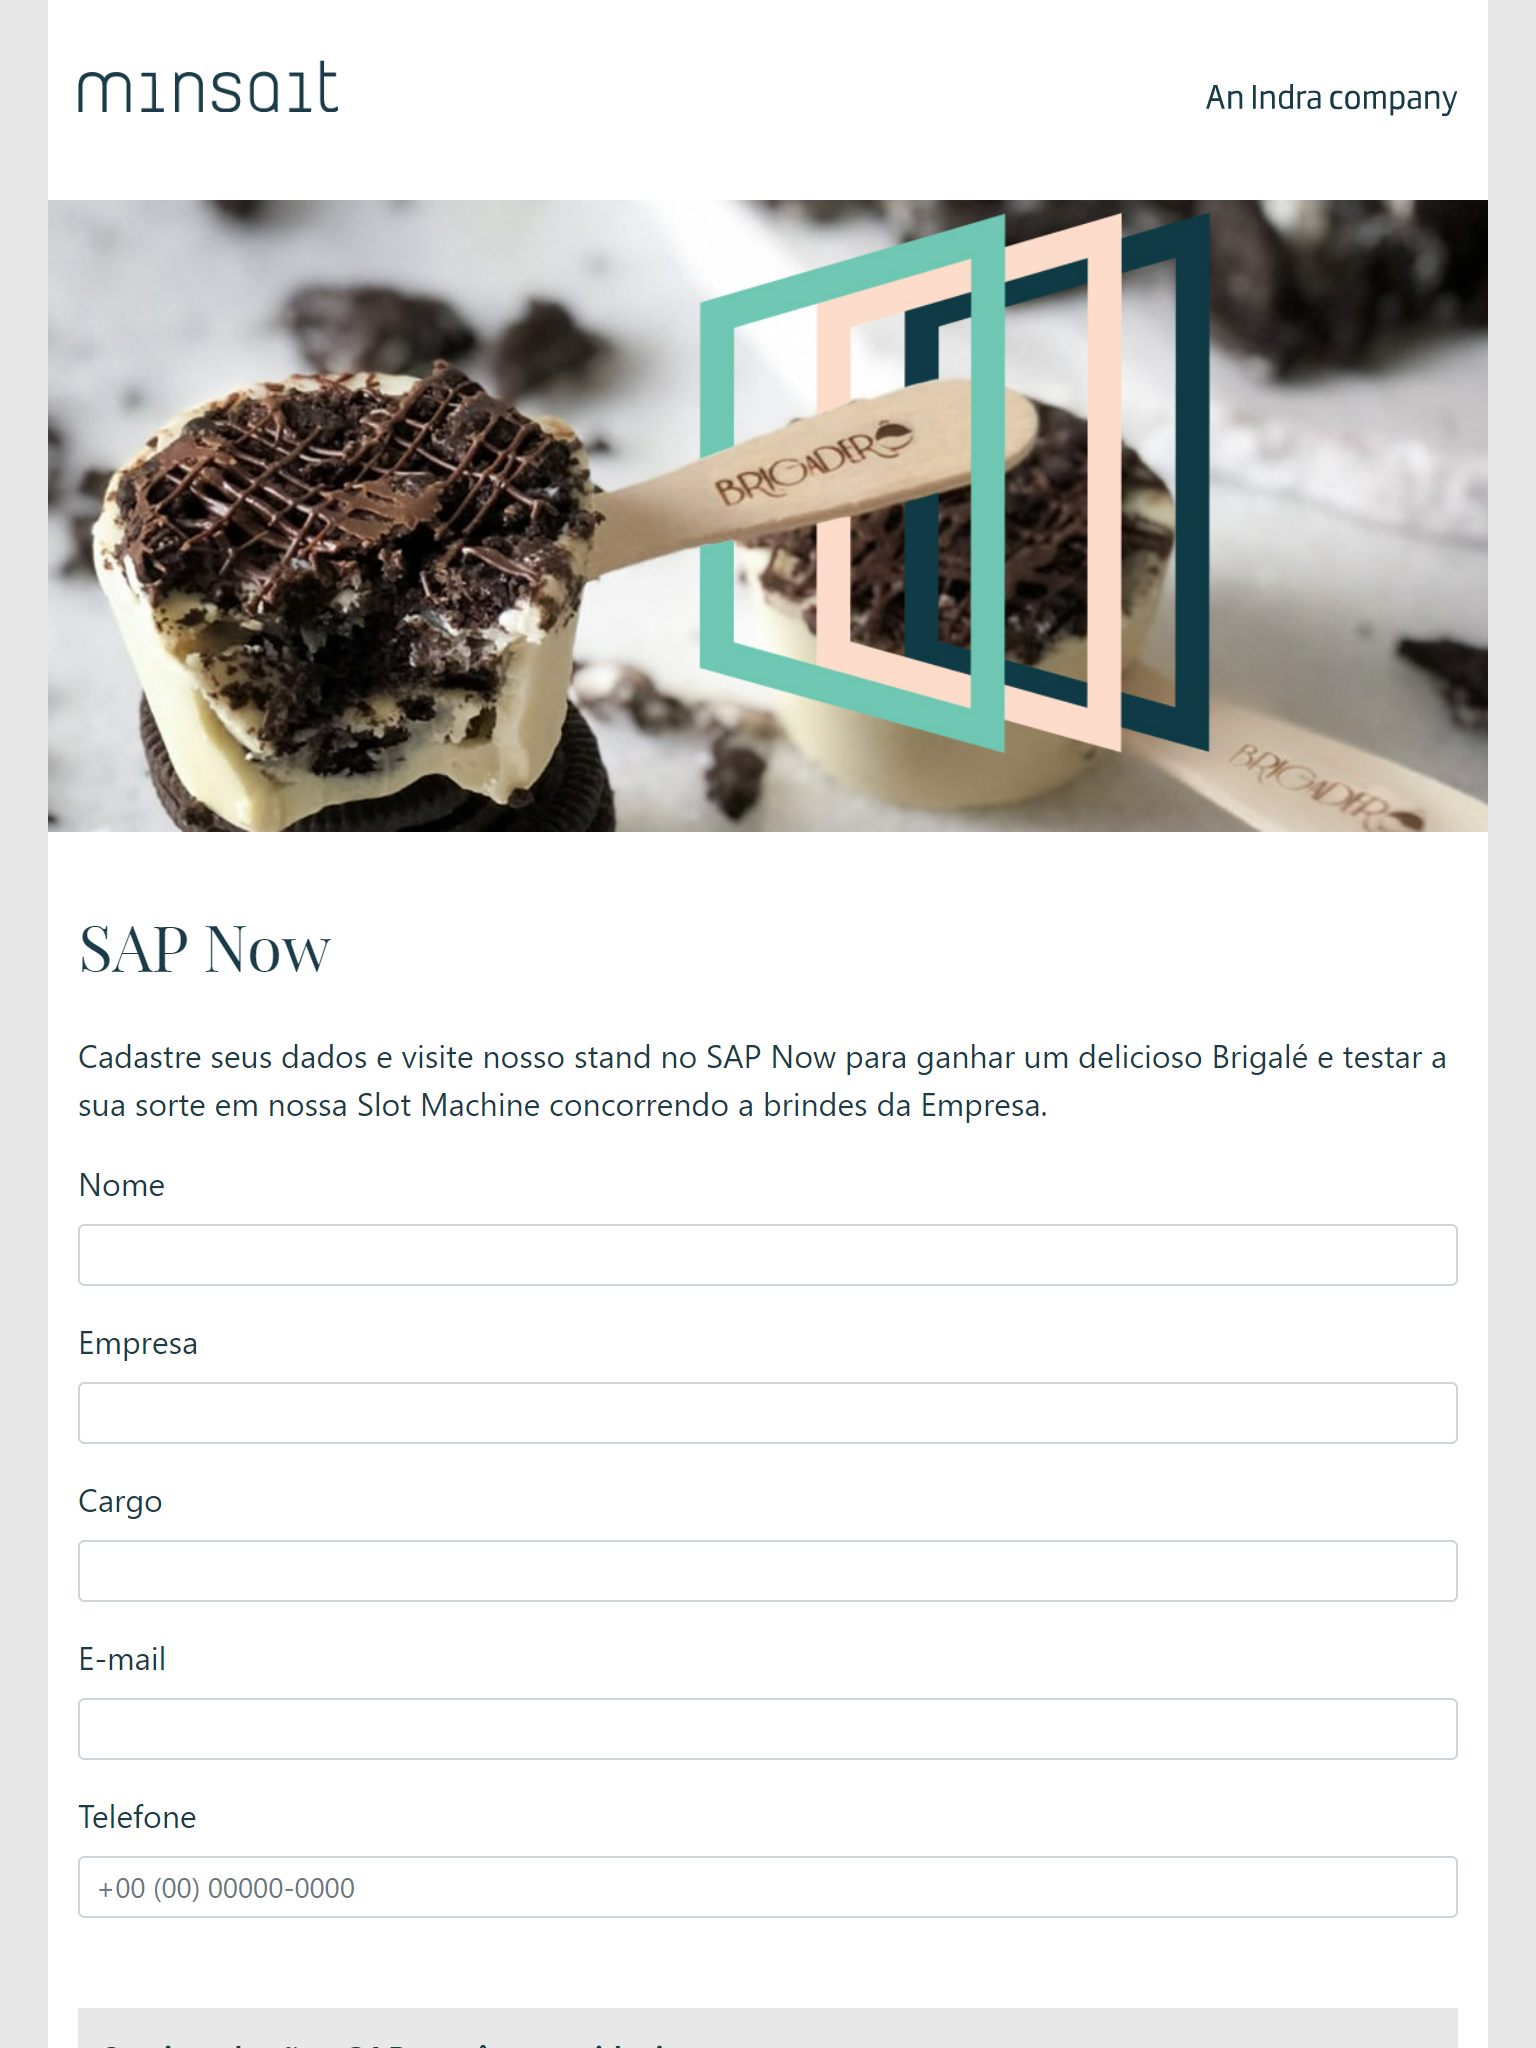 minsait
An Indra company
BRIGADERO
BRIGADERO
SAP Now
Cadastre seus dados e visite nosso stand no SAP Now para ganhar um delicioso Brigalé e testar a
sua sorte em nossa Slot Machine concorrendo a brindes da Empresa.
Nome
Empresa
Cargo
E-mail
Telefone
+00 (00) 00000-0000